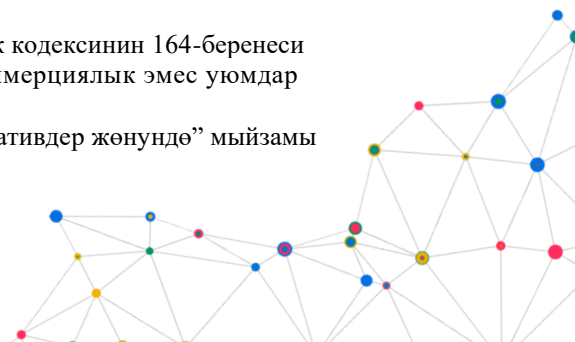 к кодексинин 164-беренеси
мерциялык эмес уюмдар
ативдер жөнүндө” мыйзамы